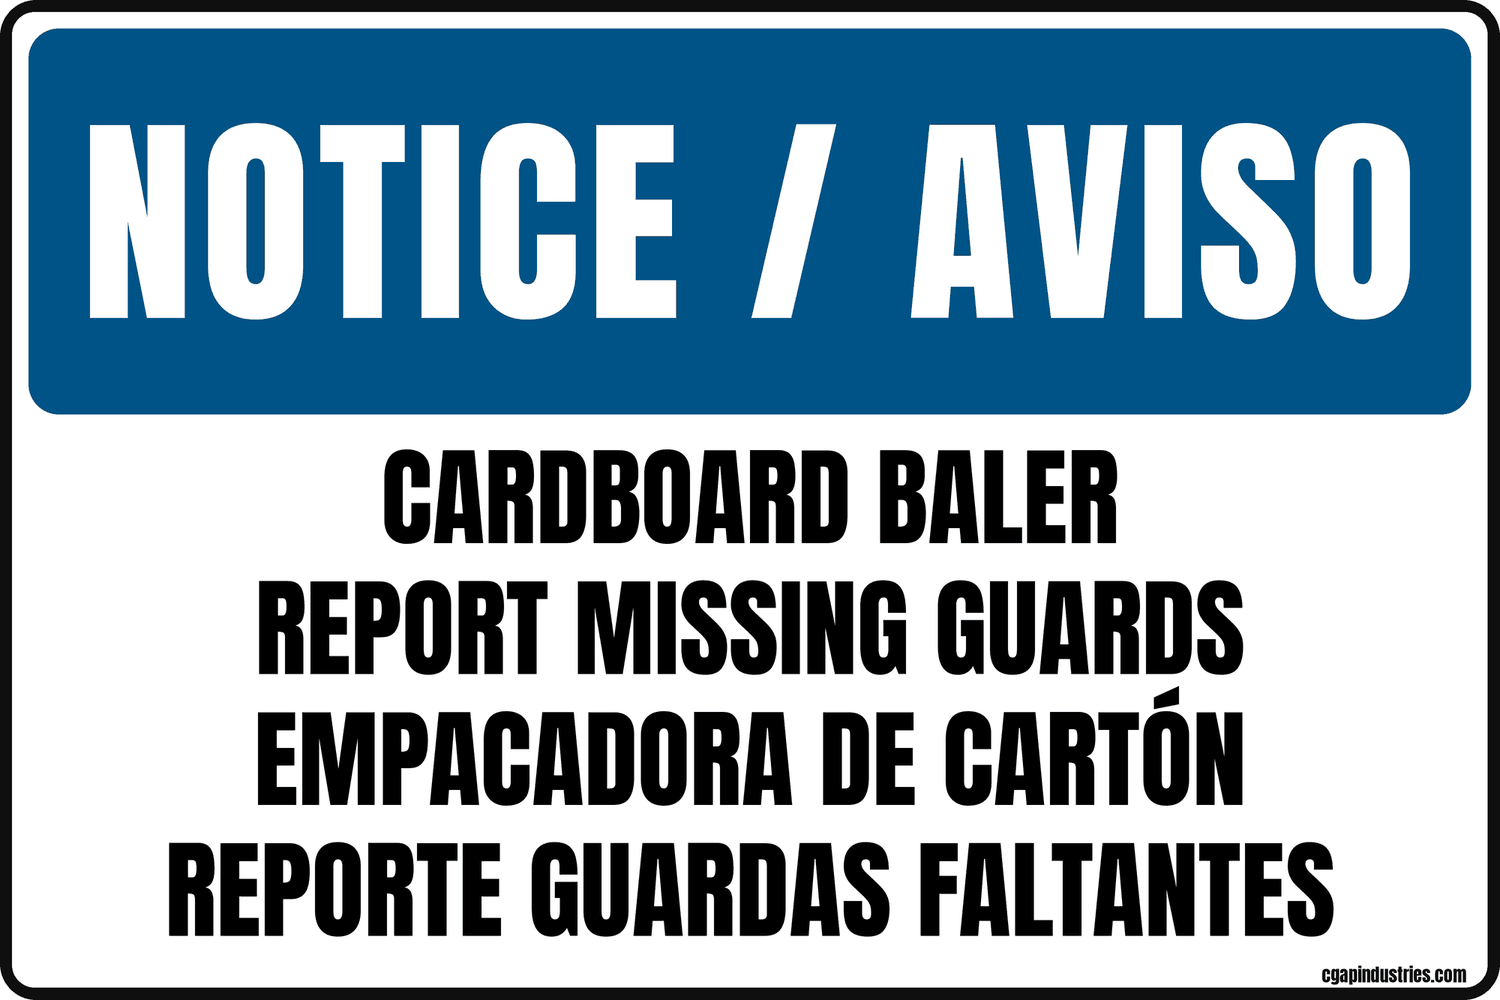 NOTICE / AVISO
CARDBOARD BALER
REPORT MISSING GUARDS
EMPACADORA DE CARTÓN
REPORTE GUARDAS FALTANTES
cgapindustries.com